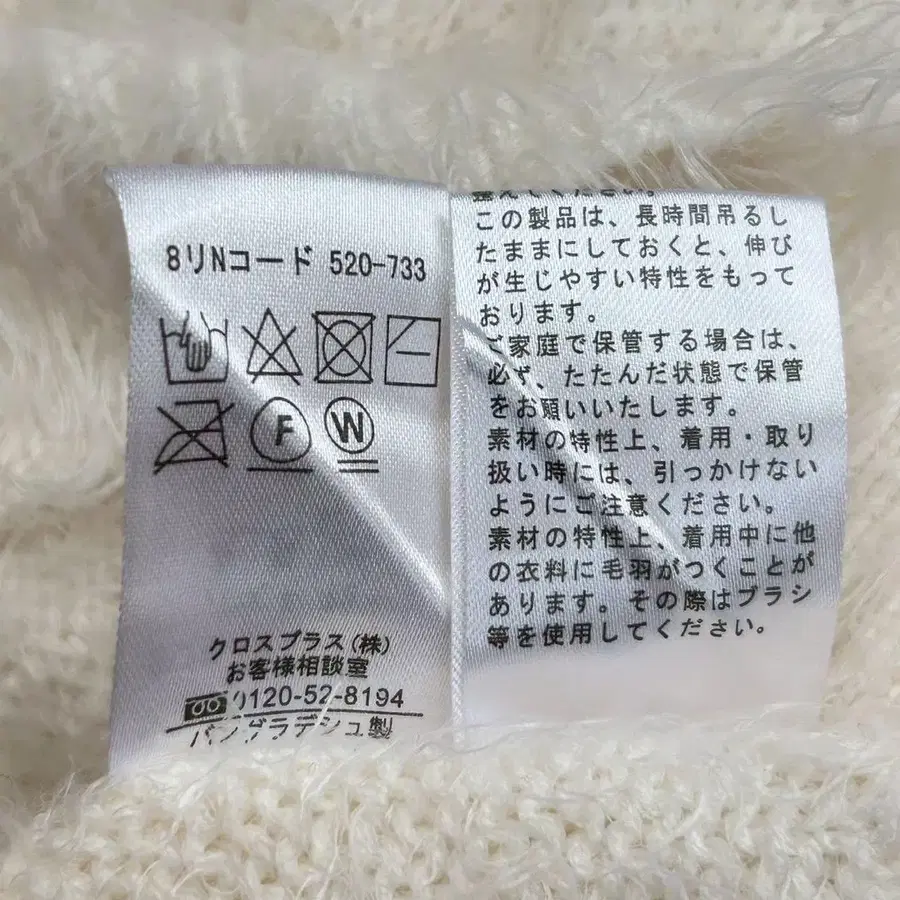 8リNコード 520-733
F
W
クロスプラス(株)
お客様相談室
0120-52-8194
バングラデシュ製
整えてください。
この製品は、長時間吊るし
たままにしておくと、伸び
が生じやすい特性をもって
おります。
ご家庭で保管する場合は、
必ず、たたんだ状態で保管
をお願いいたします。
素材の特性上、着用・取り
扱い時には、引っかけない
ようにご注意ください。
素材の特性上、着用中に他
の衣料に毛羽がつくことが
あります。その際はブラシ
等を使用してください。